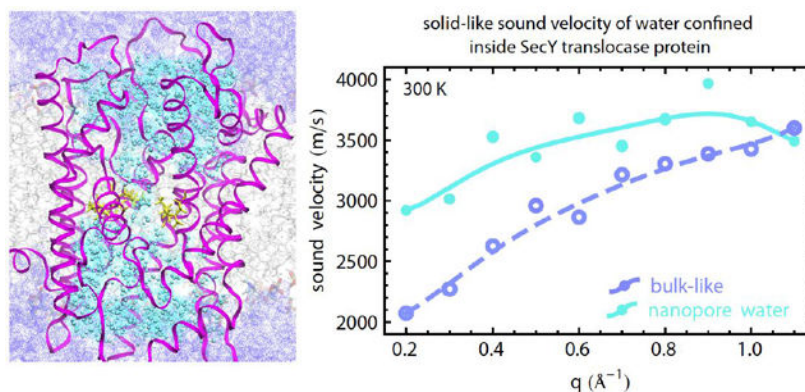 solid-like sound velocity of water confined
inside SecY translocase protein
300 K
sound velocity (m/s)
4000
3500
3000
2500
2000
bulk-like
nanopore water
0.2 0.4 0.6 0.8 1.0
q (Å⁻¹)